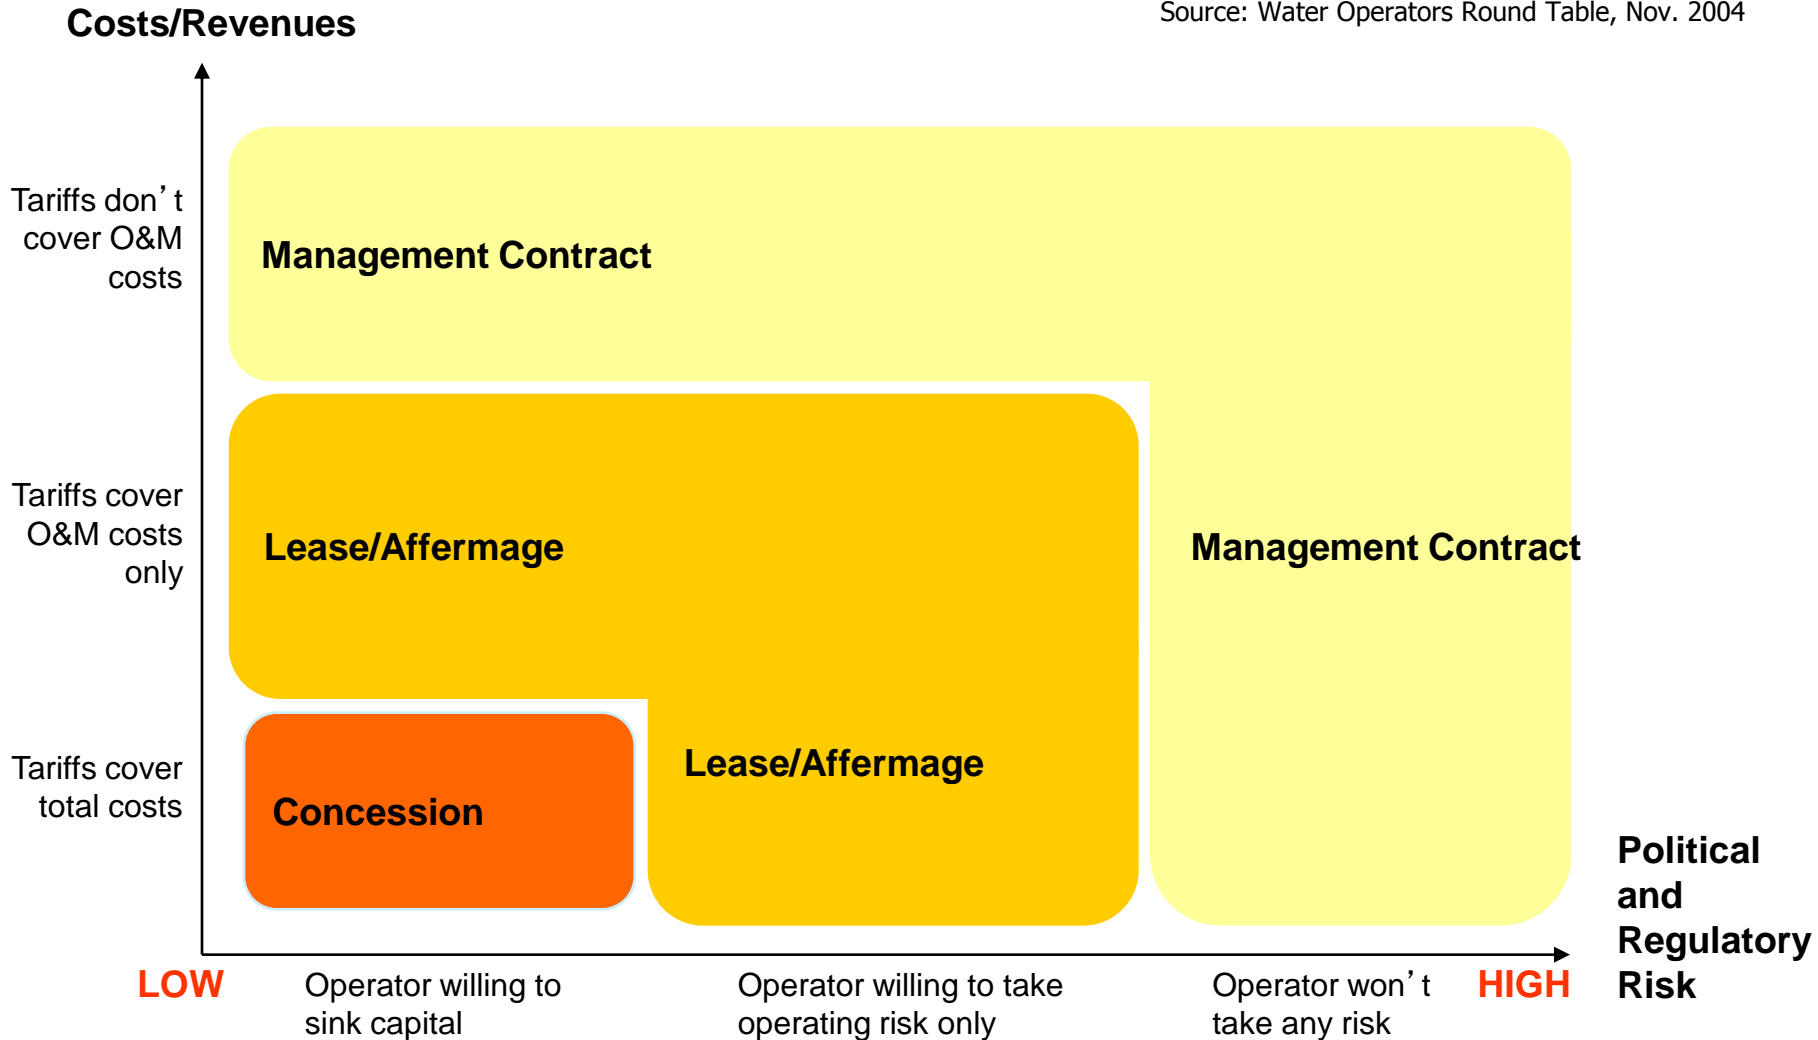 Source: Water Operators Round Table, Nov. 2004
Costs/Revenues
Tariffs don’t
cover O&M
costs
Management Contract
Tariffs cover
O&M costs
only
Lease/Affermage
Management Contract
Tariffs cover
total costs
Concession
Lease/Affermage
Political
and
Regulatory
Risk
LOW
Operator willing to
sink capital
Operator willing to take
operating risk only
Operator won’t
take any risk
HIGH